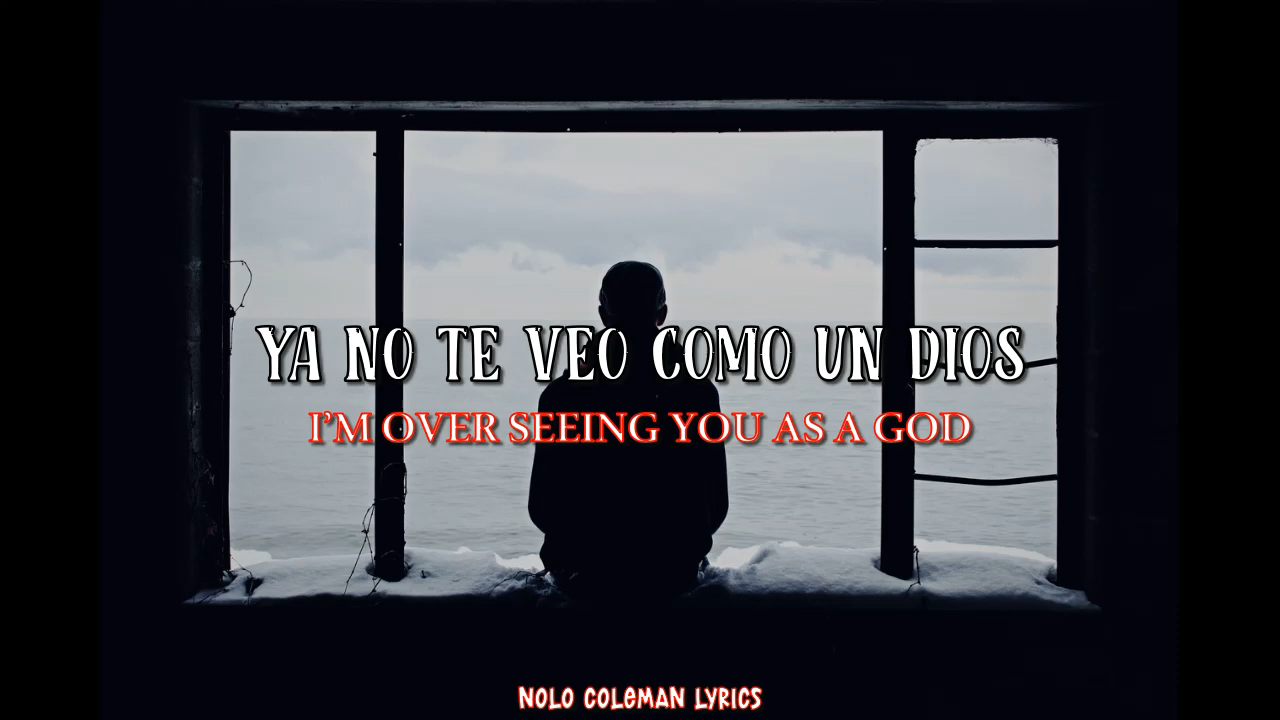 YA NO TE VEO COMO UN DIOS
I'M OVER SEEING YOU AS A GOD
NOLO COLEMAN LYRICS